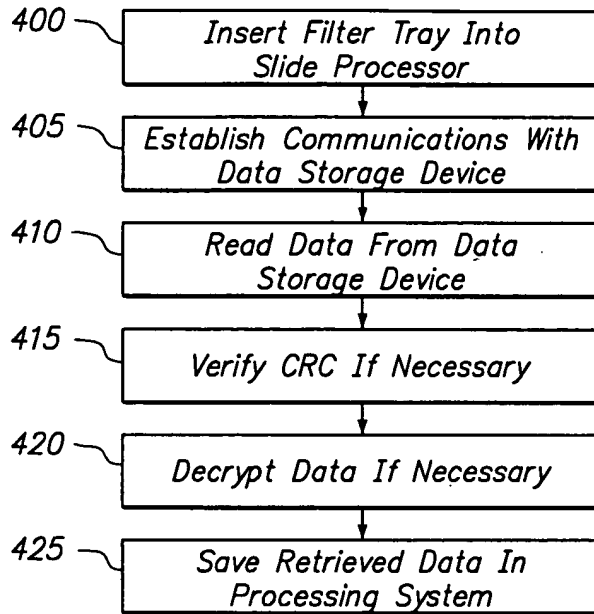 400
Insert Filter Tray Into
Slide Processor
405
Establish Communications With
Data Storage Device
410
Read Data From Data
Storage Device
415
Verify CRC If Necessary
420
Decrypt Data If Necessary
425
Save Retrieved Data In
Processing System